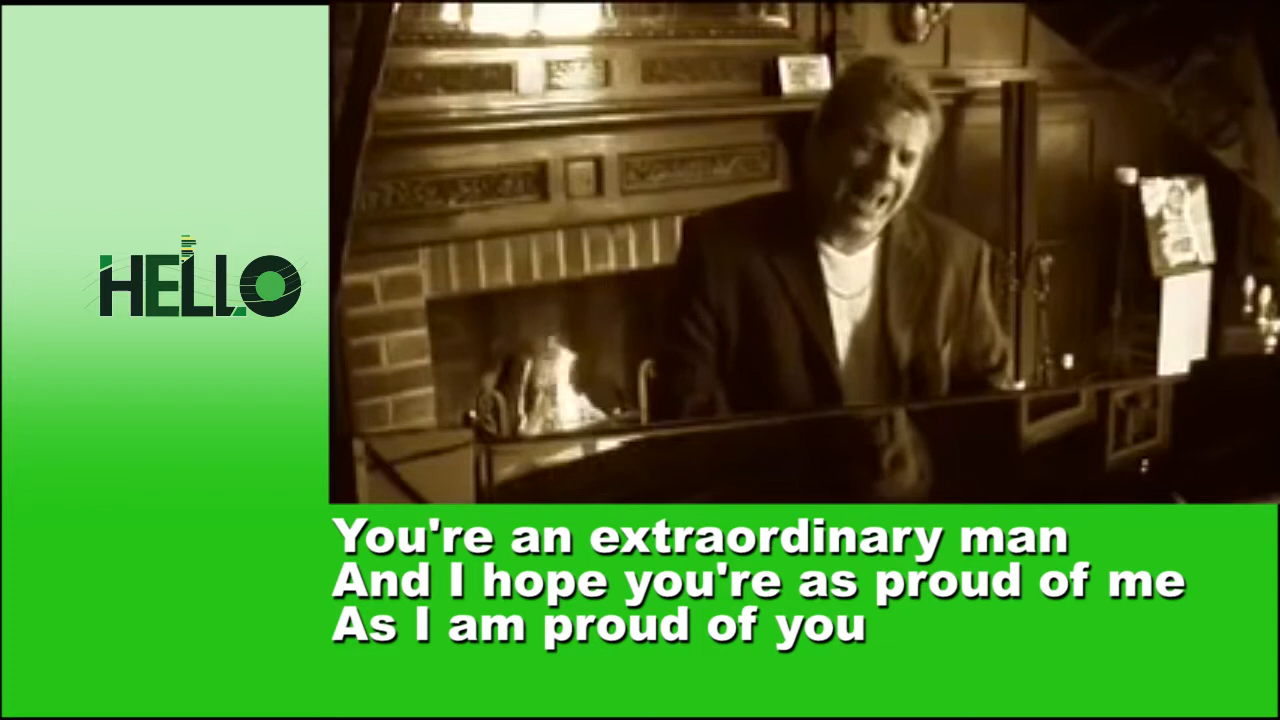 HELLO
You're an extraordinary man
And I hope you're as proud of me
As I am proud of you